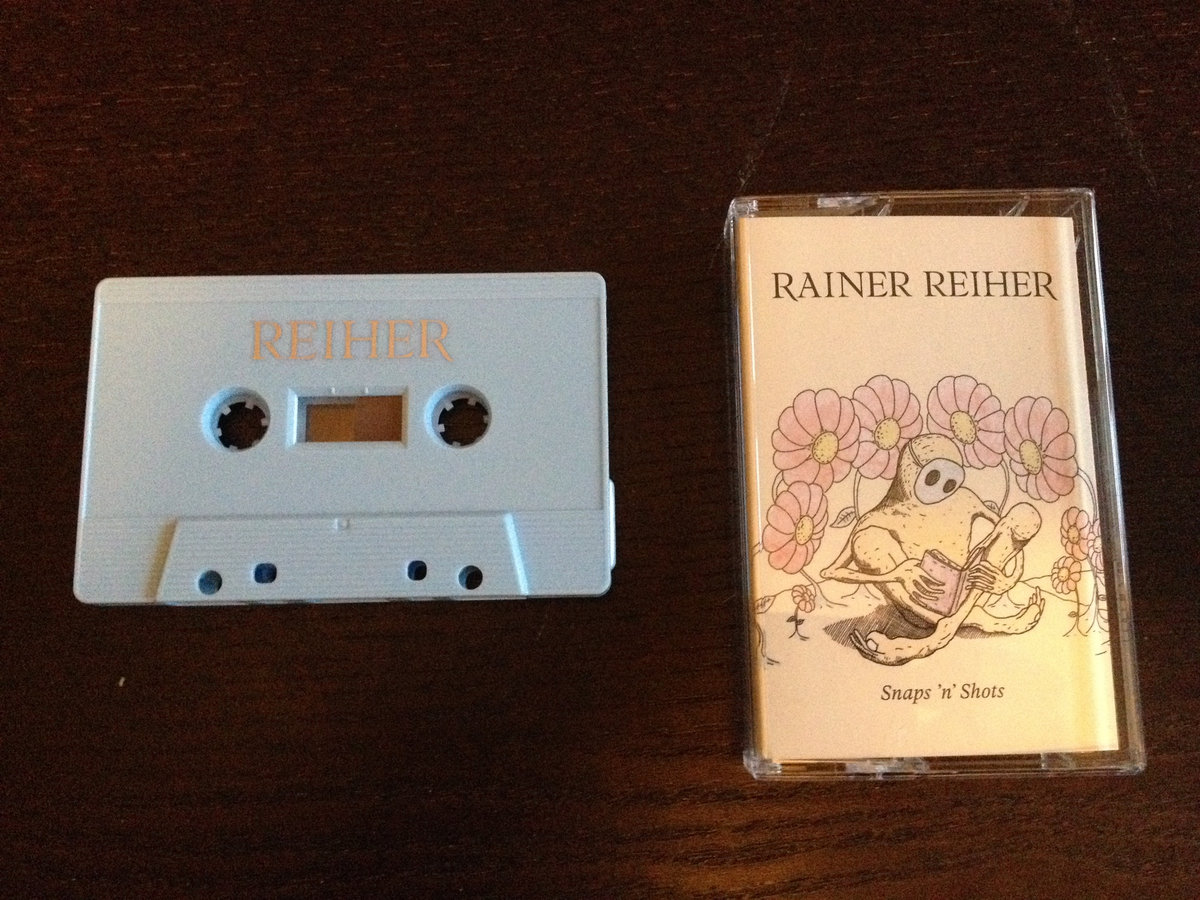 REIHER
RAINER REIHER
Snaps 'n' Shots